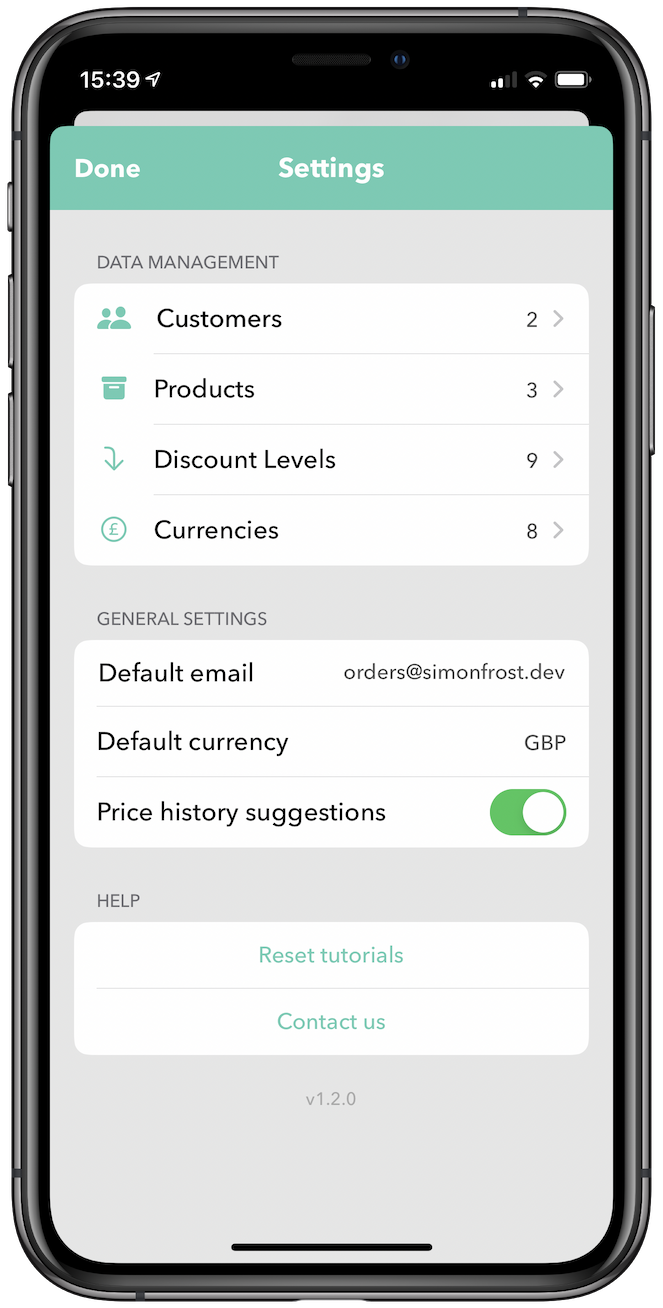 15:39
Done Settings
DATA MANAGEMENT
Customers 2
Products 3
Discount Levels 9
£ Currencies 8
GENERAL SETTINGS
Default email orders@simonfrost.dev
Default currency GBP
Price history suggestions
HELP
Reset tutorials
Contact us
v1.2.0